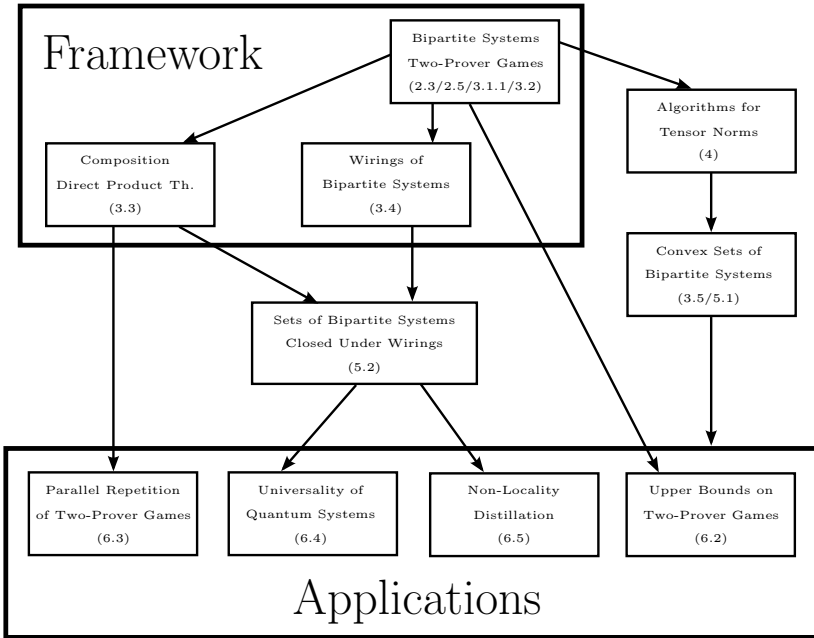 Framework
Bipartite Systems
Two-Prover Games
(2.3/2.5/3.1.1/3.2)
Algorithms for
Tensor Norms
(4)
Composition
Direct Product Th.
(3.3)
Wirings of
Bipartite Systems
(3.4)
Convex Sets of
Bipartite Systems
(3.5/5.1)
Sets of Bipartite Systems
Closed Under Wirings
(5.2)
Parallel Repetition
of Two-Prover Games
(6.3)
Universality of
Quantum Systems
(6.4)
Non-Locality
Distillation
(6.5)
Upper Bounds on
Two-Prover Games
(6.2)
Applications